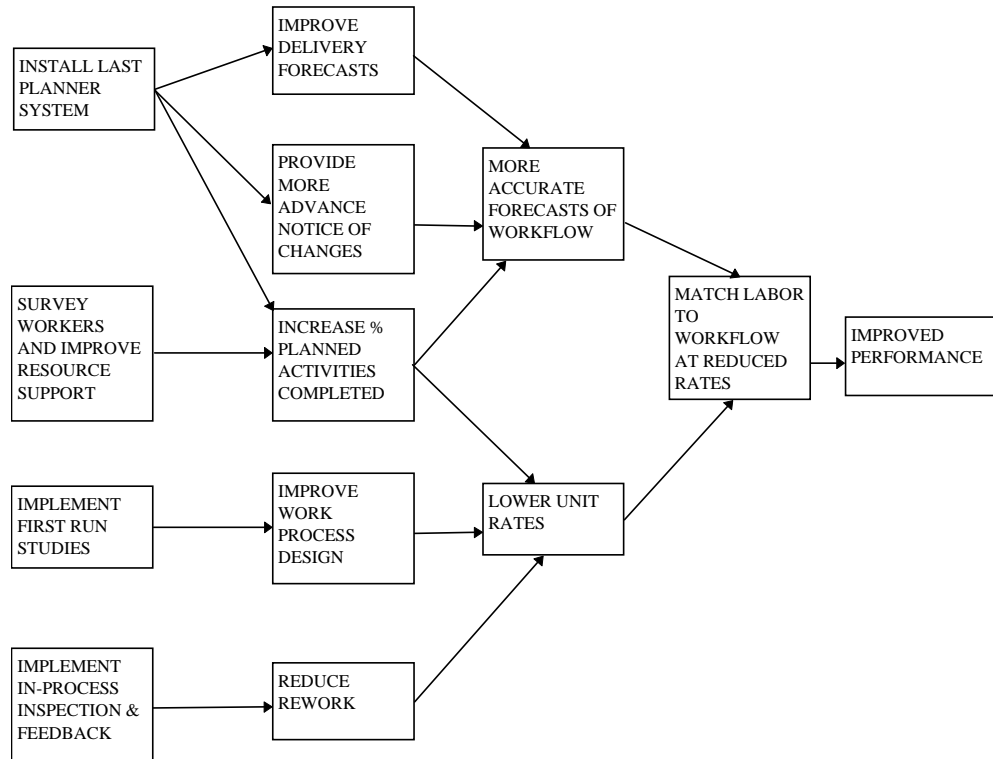 INSTALL LAST
PLANNER
SYSTEM
IMPROVE
DELIVERY
FORECASTS
PROVIDE
MORE
ADVANCE
NOTICE OF
CHANGES
MORE
ACCURATE
FORECASTS OF
WORKFLOW
SURVEY
WORKERS
AND IMPROVE
RESOURCE
SUPPORT
INCREASE %
PLANNED
ACTIVITIES
COMPLETED
MATCH LABOR
TO
WORKFLOW
AT REDUCED
RATES
IMPROVED
PERFORMANCE
IMPLEMENT
FIRST RUN
STUDIES
IMPROVE
WORK
PROCESS
DESIGN
LOWER UNIT
RATES
IMPLEMENT
IN-PROCESS
INSPECTION &
FEEDBACK
REDUCE
REWORK